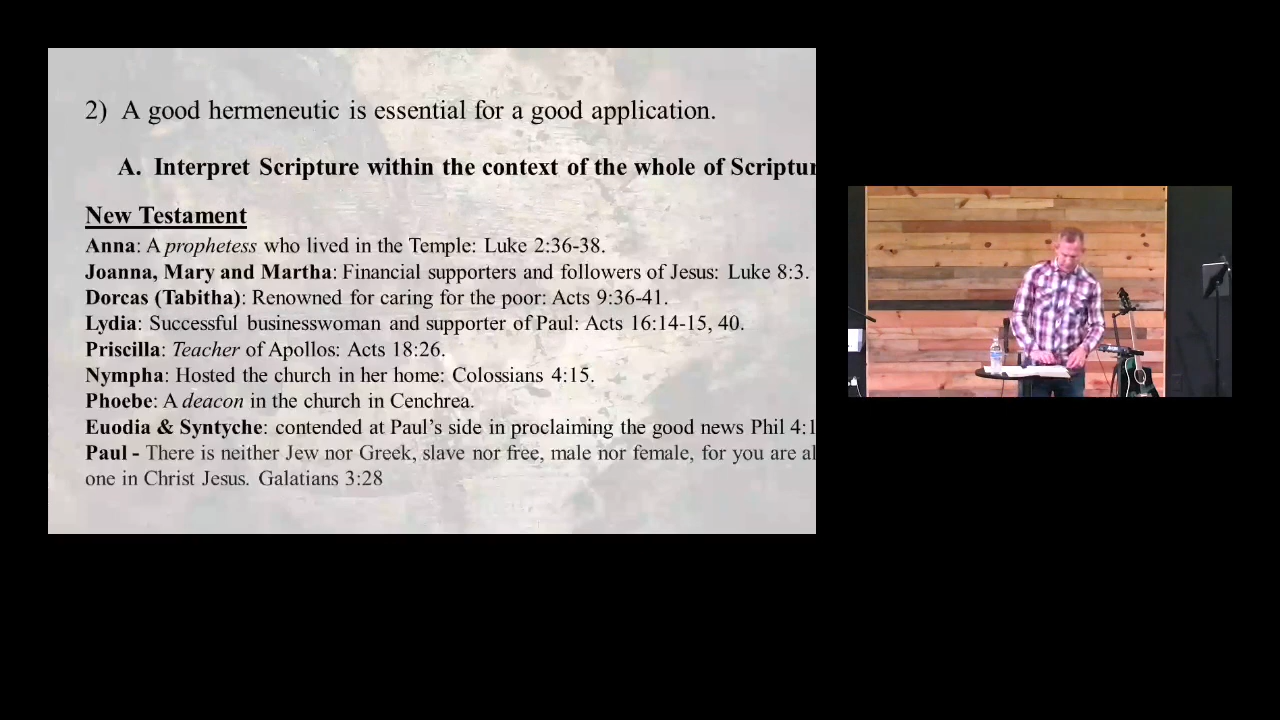 2) A good hermeneutic is essential for a good application.
A. Interpret Scripture within the context of the whole of Scriptur
New Testament
Anna: A prophetess who lived in the Temple: Luke 2:36-38.
Joanna, Mary and Martha: Financial supporters and followers of Jesus: Luke 8:3.
Dorcas (Tabitha): Renowned for caring for the poor: Acts 9:36-41.
Lydia: Successful businesswoman and supporter of Paul: Acts 16:14-15, 40.
Priscilla: Teacher of Apollos: Acts 18:26.
Nympha: Hosted the church in her home: Colossians 4:15.
Phoebe: A deacon in the church in Cenchrea.
Euodia & Syntyche: contended at Paul’s side in proclaiming the good news Phil 4:1
Paul - There is neither Jew nor Greek, slave nor free, male nor female, for you are al
one in Christ Jesus. Galatians 3:28